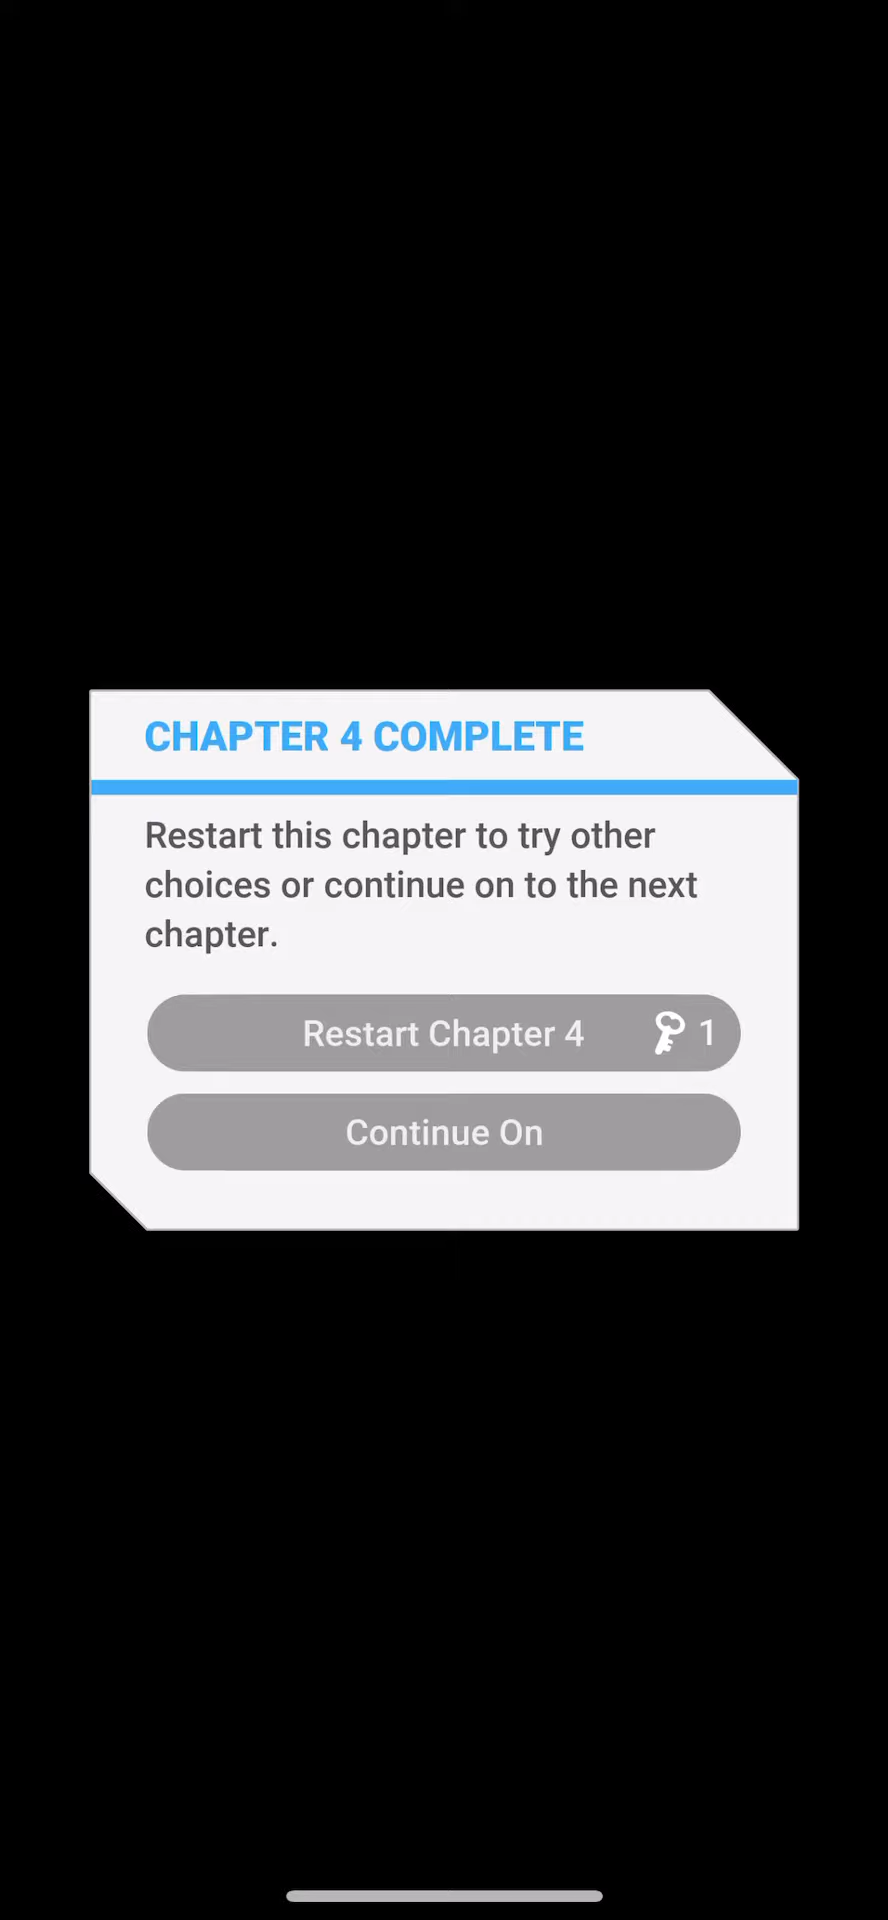 CHAPTER 4 COMPLETE
Restart this chapter to try other
choices or continue on to the next
chapter.
Restart Chapter 4 1
Continue On